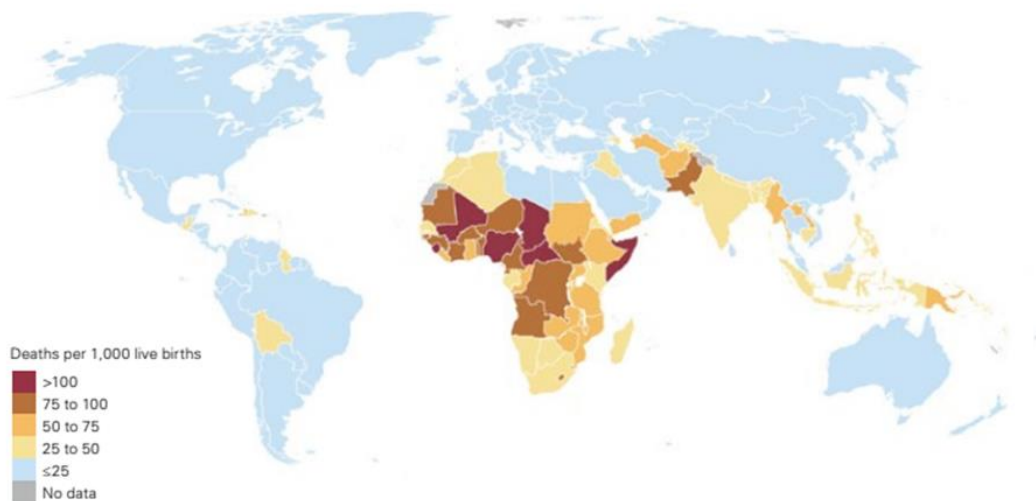 Deaths per 1,000 live births
>100
75 to 100
50 to 75
25 to 50
≤25
No data